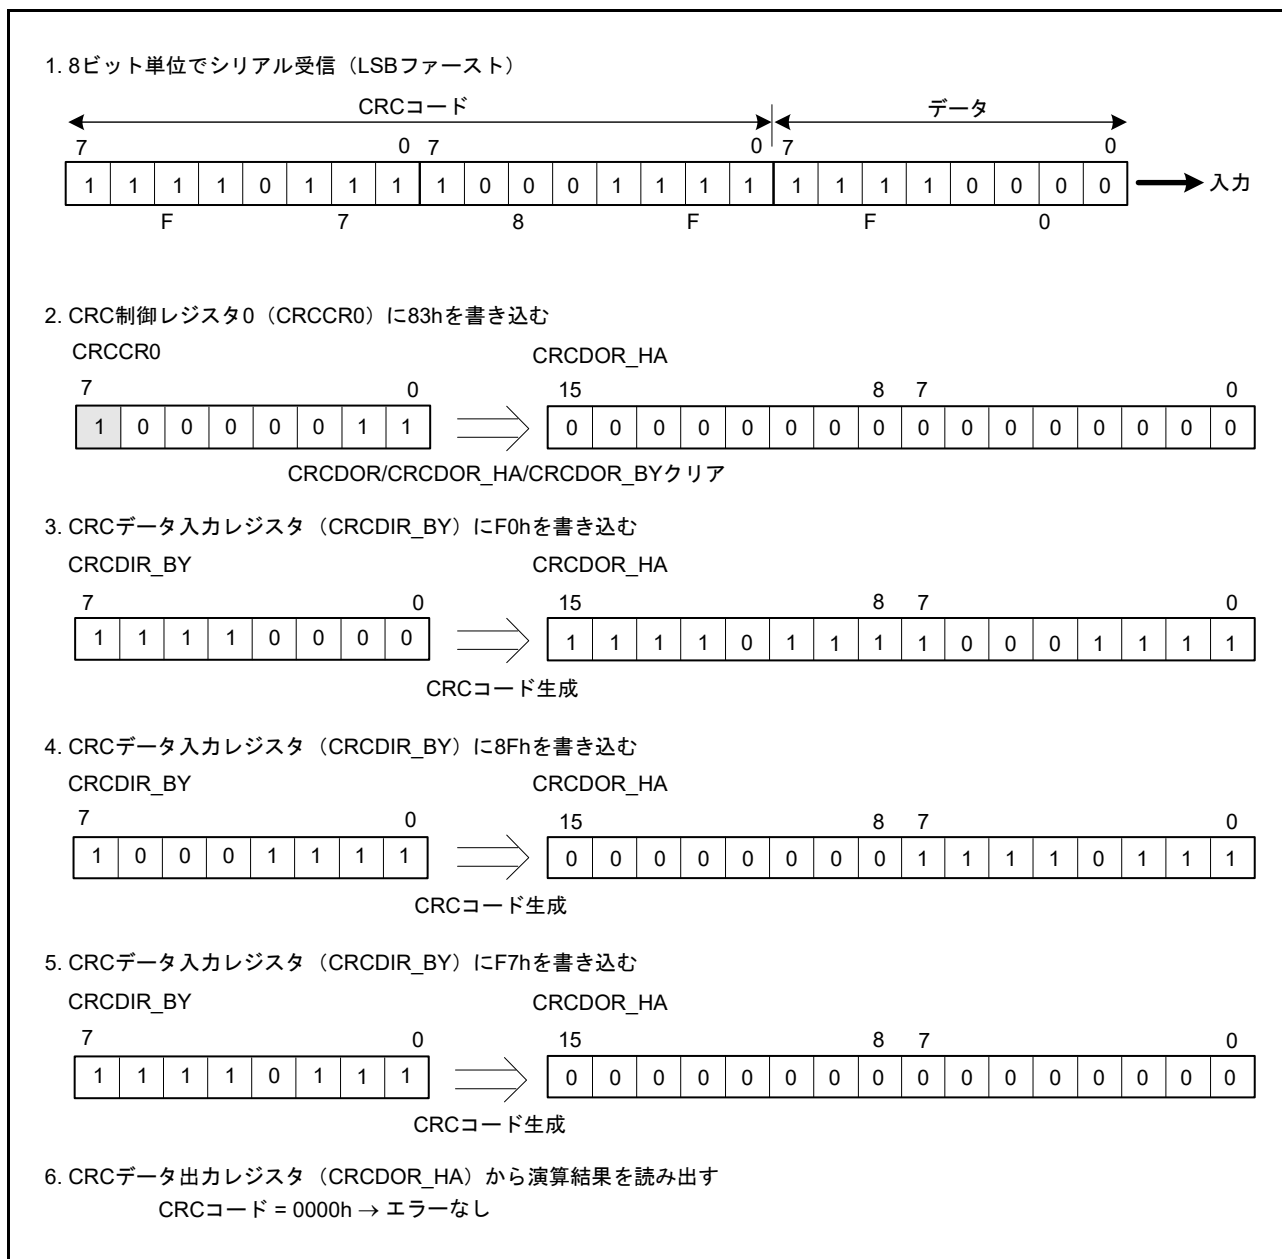 1. 8ビット単位でシリアル受信（LSBファースト）
CRCコード データ
7 0 7 0 7 0
1 1 1 1 0 1 1 1 1 0 0 0 1 1 1 1 1 1 1 1 0 0 0 0 入力
F 7 8 F F 0
2. CRC制御レジスタ0（CRCCR0）に83hを書き込む
CRCCR0 CRCDOR_HA
7 0 15 8 7 0
1 0 0 0 0 0 1 1 0 0 0 0 0 0 0 0 0 0 0 0 0 0 0 0
CRCDOR/CRCDOR_HA/CRCDOR_BYクリア
3. CRCデータ入力レジスタ（CRCDIR_BY）にF0hを書き込む
CRCDIR_BY CRCDOR_HA
7 0 15 8 7 0
1 1 1 1 0 0 0 0 1 1 1 1 0 1 1 1 1 0 0 0 1 1 1 1
CRCコード生成
4. CRCデータ入力レジスタ（CRCDIR_BY）に8Fhを書き込む
CRCDIR_BY CRCDOR_HA
7 0 15 8 7 0
1 0 0 0 1 1 1 1 0 0 0 0 0 0 0 0 1 1 1 1 0 1 1 1
CRCコード生成
5. CRCデータ入力レジスタ（CRCDIR_BY）にF7hを書き込む
CRCDIR_BY CRCDOR_HA
7 0 15 8 7 0
1 1 1 1 0 1 1 1 0 0 0 0 0 0 0 0 0 0 0 0 0 0 0 0
CRCコード生成
6. CRCデータ出力レジスタ（CRCDOR_HA）から演算結果を読み出す
CRCコード = 0000h → エラーなし